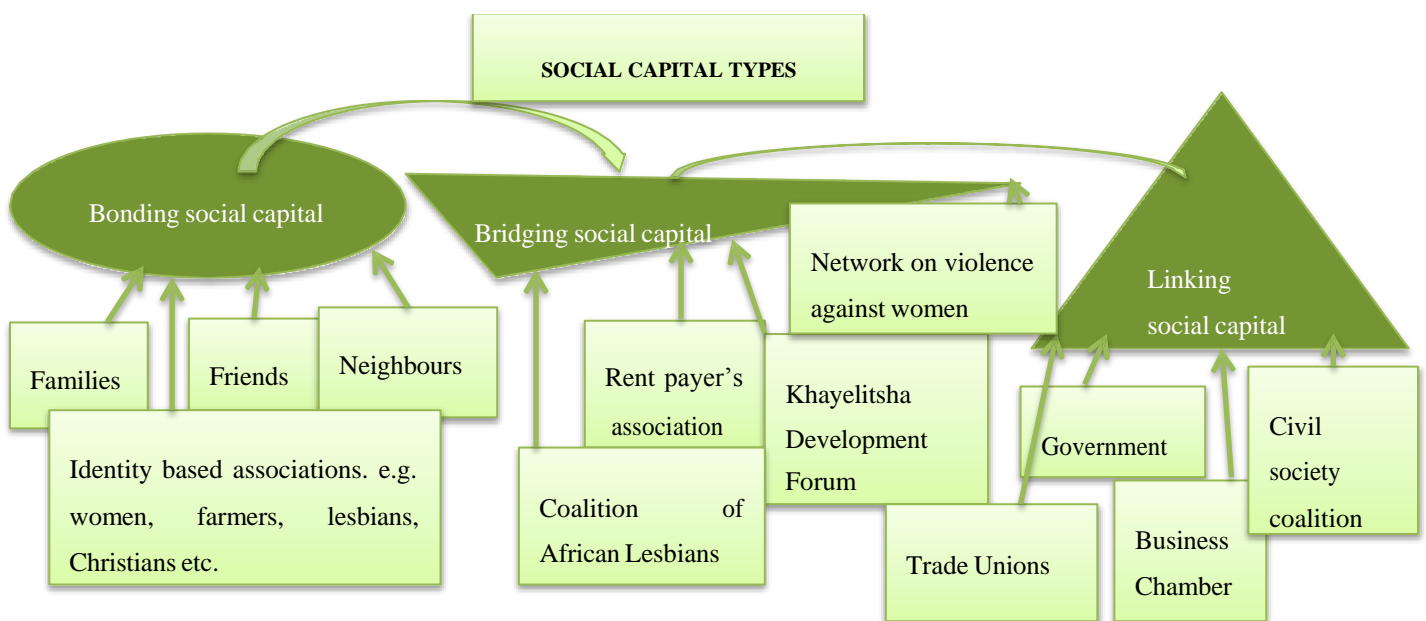 SOCIAL CAPITAL TYPES
Bonding social capital
Bridging social capital
Linking
social capital
Families
Friends
Neighbours
Identity based associations. e.g.
women, farmers, lesbians,
Christians etc.
Coalition of
African Lesbians
Rent payer’s
association
Khayelitsha
Development
Forum
Network on violence
against women
Trade Unions
Government
Business
Chamber
Civil
society
coalition